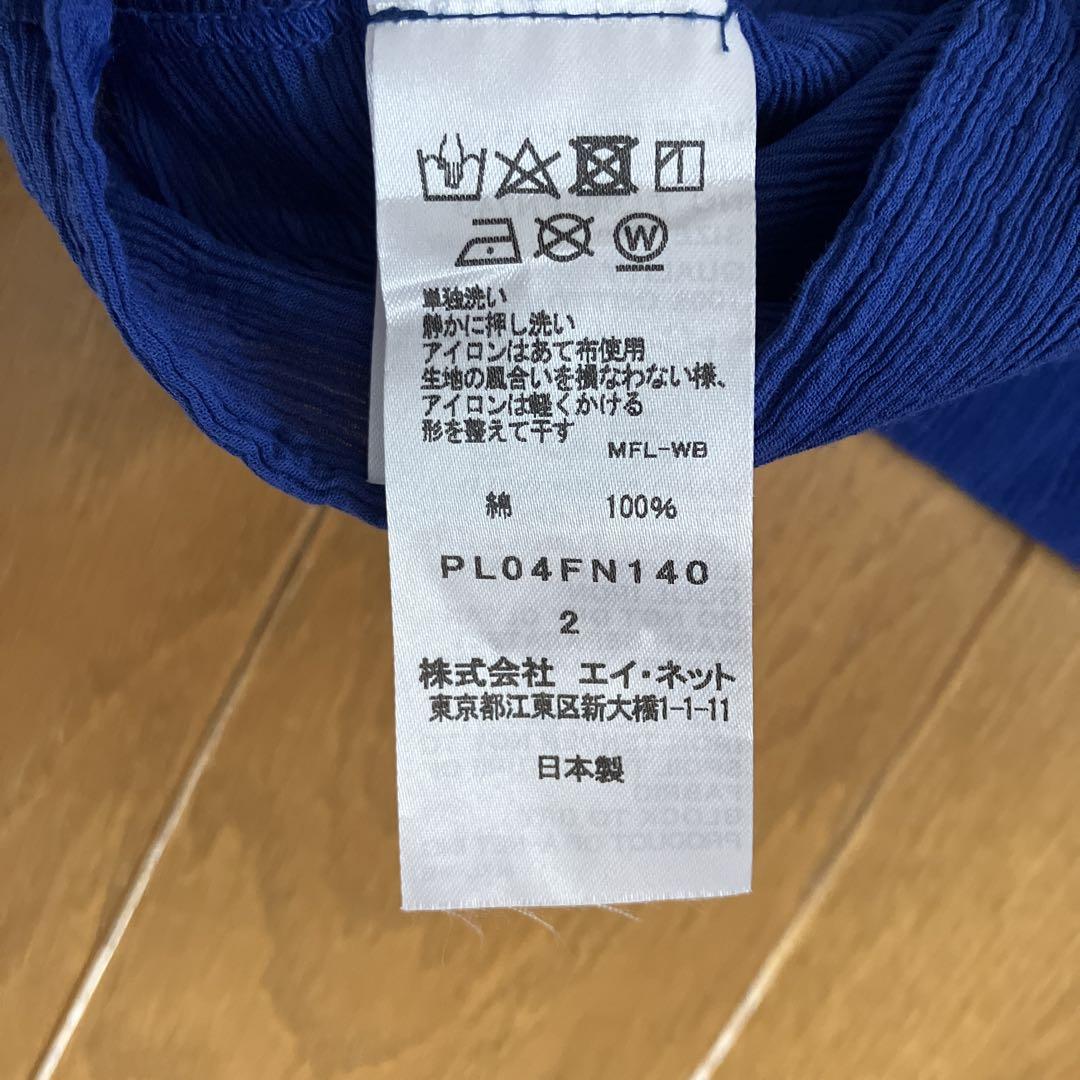 単独洗い
静かに押し洗い
アイロンはあて布使用
生地の風合いを損なわない様、
アイロンは軽くかける
形を整えて干す
MFL-WB
綿 100%
PL04FN140
2
株式会社 エイ・ネット
東京都江東区新大橋1-1-11
日本製